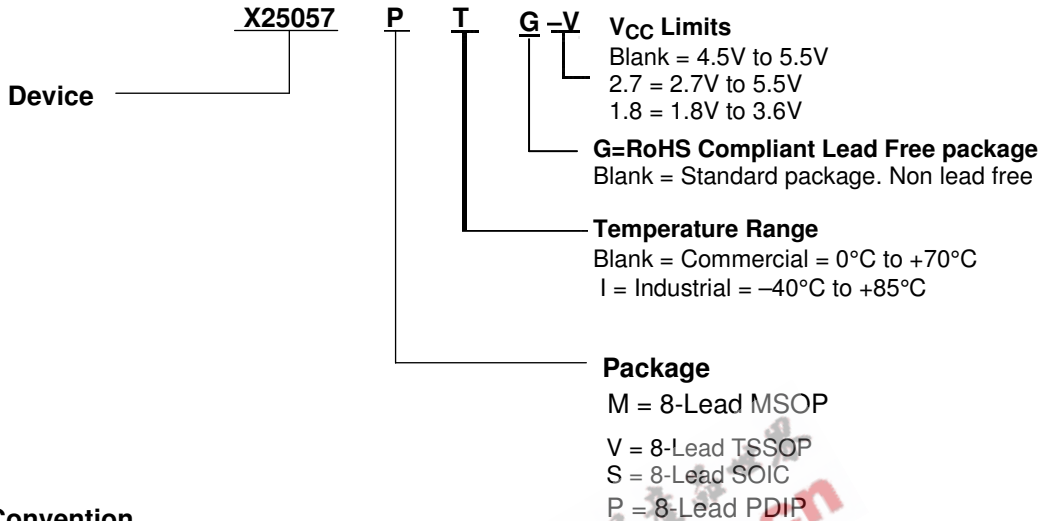 X25057 P T G –V
Device
VCC Limits
Blank = 4.5V to 5.5V
2.7 = 2.7V to 5.5V
1.8 = 1.8V to 3.6V
G=RoHS Compliant Lead Free package
Blank = Standard package. Non lead free
Temperature Range
Blank = Commercial = 0°C to +70°C
I = Industrial = –40°C to +85°C
Package
M = 8-Lead MSOP
V = 8-Lead TSSOP
S = 8-Lead SOIC
P = 8-Lead PDIP